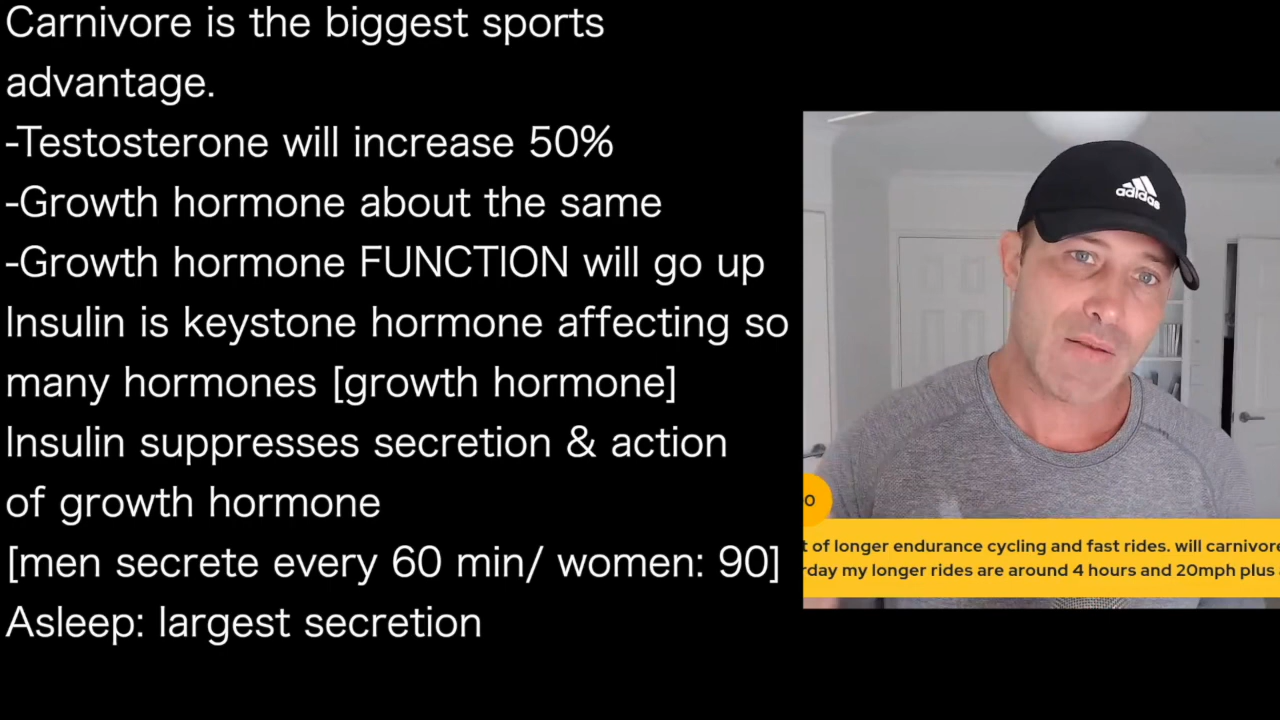 Carnivore is the biggest sports
advantage.
-Testosterone will increase 50%
-Growth hormone about the same
-Growth hormone FUNCTION will go up
Insulin is keystone hormone affecting so
many hormones [growth hormone]
Insulin suppresses secretion & action
of growth hormone
[men secrete every 60 min/ women: 90]
Asleep: largest secretion
adidas
of longer endurance cycling and fast rides. will carnivore
my longer rides are around 4 hours and 20mph plus